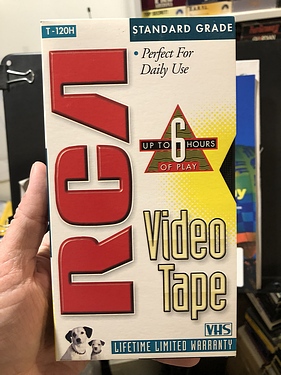 T-120H
STANDARD GRADE
• Perfect For
Daily Use
RCA
UP TO 6 HOURS
OF PLAY
Video
Tape
VHS
LIFETIME LIMITED WARRANTY